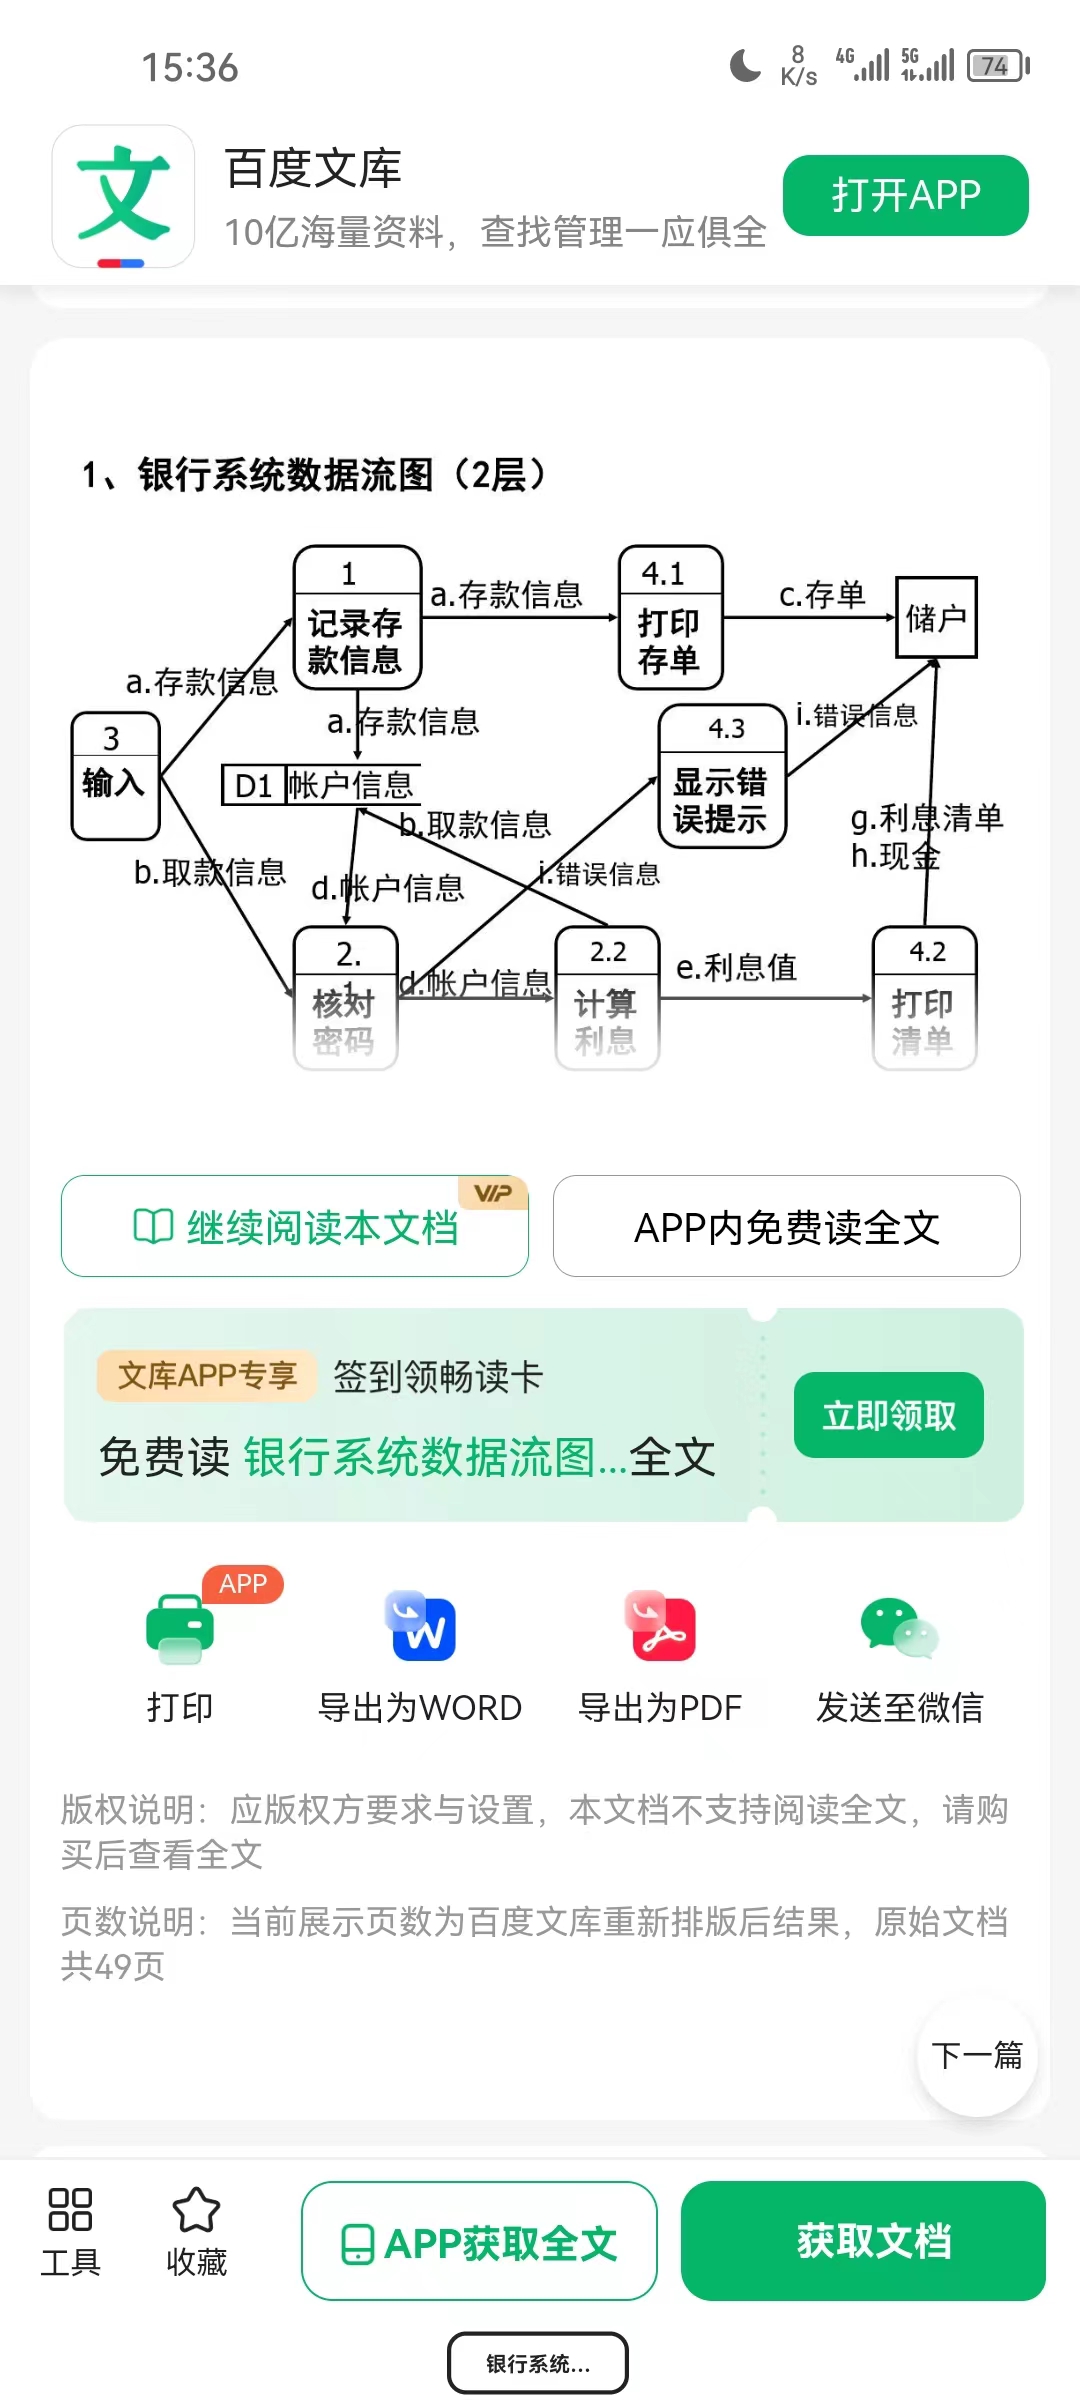 15:36
8
K/s
4G
5G
74
文
百度文库
10亿海量资料，查找管理一应俱全
打开APP
1、银行系统数据流图（2层）
1
记录存
款信息
a.存款信息
4.1
打印
存单
c.存单
储户
a.存款信息
3
输入
a.存款信息
D1 帐户信息
4.3
显示错
误提示
i.错误信息
b.取款信息
g.利息清单
h.现金
b.取款信息
d.帐户信息
i.错误信息
2.
1
核对
密码
d.帐户信息
2.2
计算
利息
e.利息值
4.2
打印
清单
继续阅读本文档
VIP
APP内免费读全文
文库APP专享
签到领畅读卡
免费读 银行系统数据流图...全文
立即领取
APP
W
打印
导出为WORD
导出为PDF
发送至微信
版权说明：应版权方要求与设置，本文档不支持阅读全文，请购
买后查看全文
页数说明：当前展示页数为百度文库重新排版后结果，原始文档
共49页
下一篇
工具
收藏
APP获取全文
获取文档
银行系统...